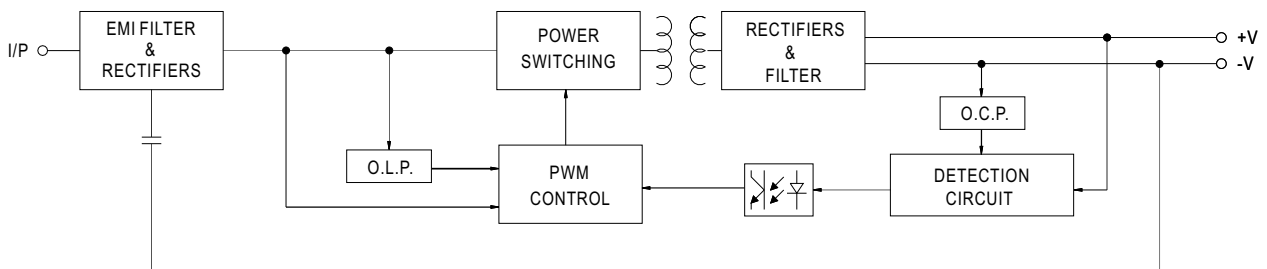 I/P
EMI FILTER
&
RECTIFIERS
POWER
SWITCHING
RECTIFIERS
&
FILTER
+V
-V
O.C.P.
O.L.P.
PWM
CONTROL
DETECTION
CIRCUIT